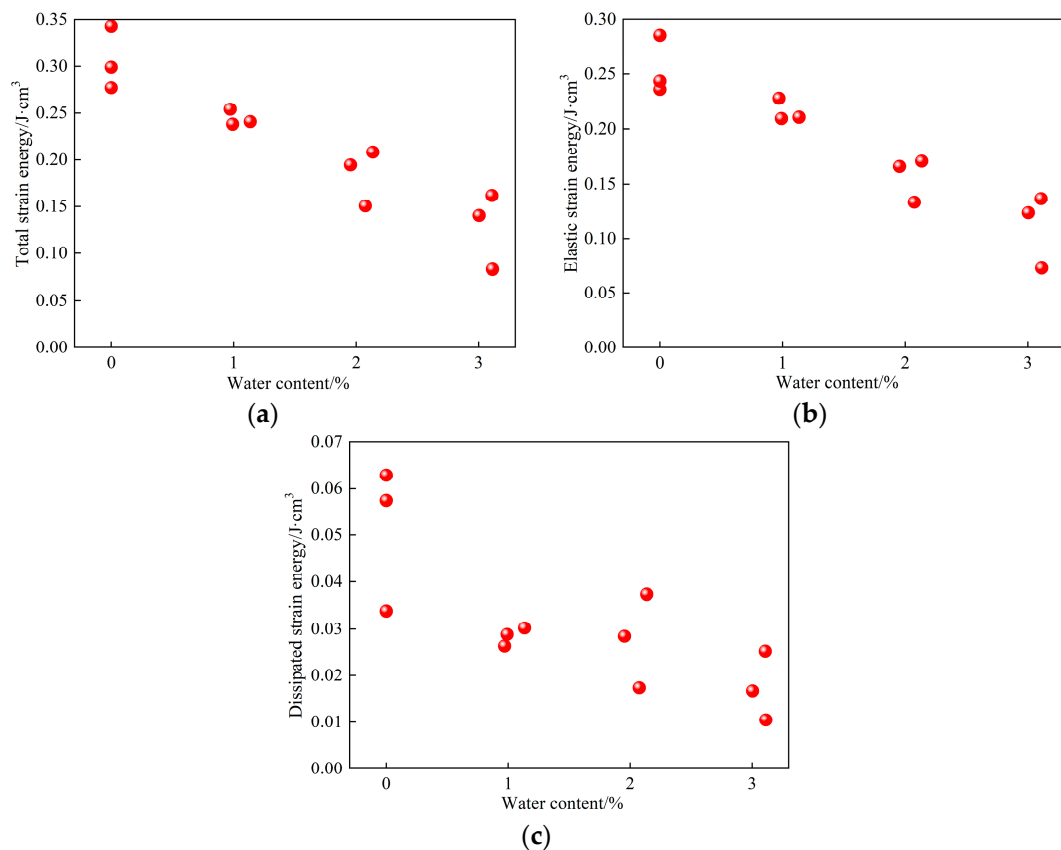 0.35
0.30
0.25
0.20
0.15
0.10
0.05
0.00
Total strain energy/J·cm³
0 1 2 3
Water content/%
(a)
0.30
0.25
0.20
0.15
0.10
0.05
0.00
Elastic strain energy/J·cm³
0 1 2 3
Water content/%
(b)
0.07
0.06
0.05
0.04
0.03
0.02
0.01
0.00
Dissipated strain energy/J·cm³
0 1 2 3
Water content/%
(c)